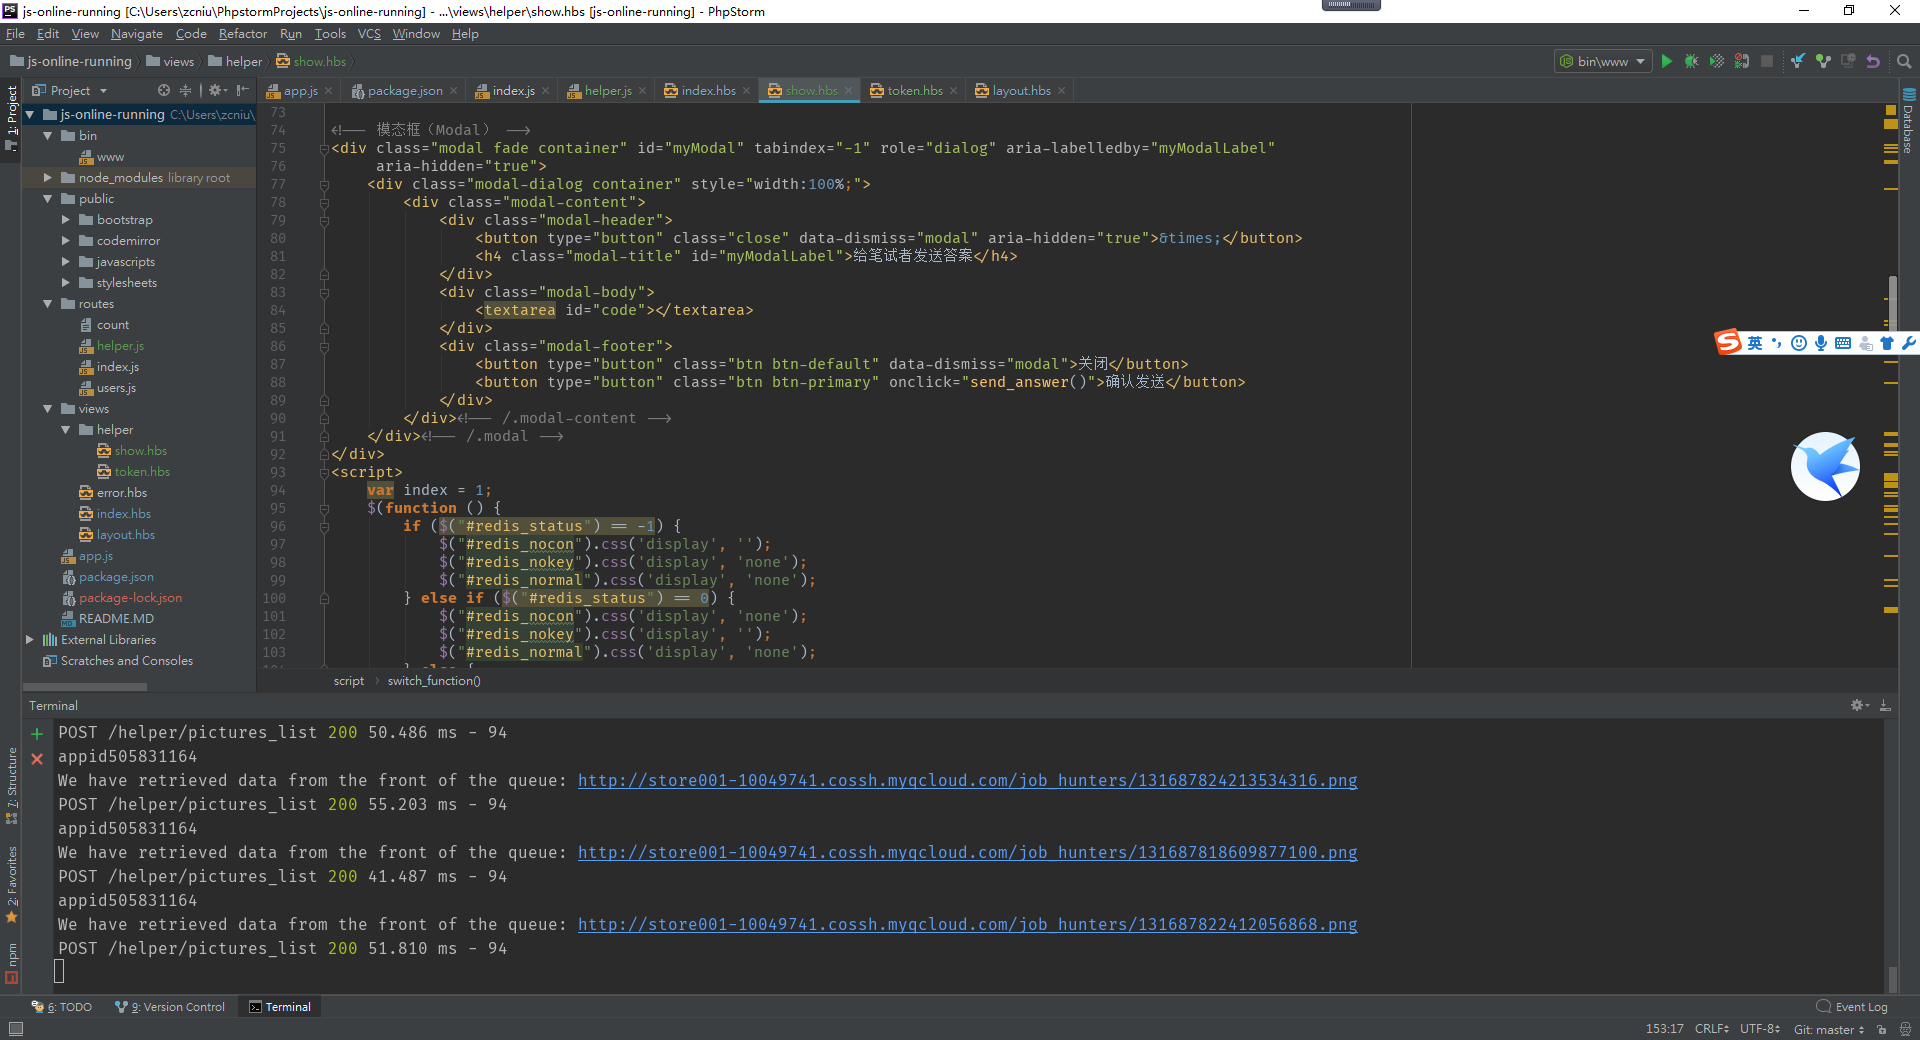 js-online-running [C:\Users\zcniu\PhpstormProjects\js-online-running] - ...\views\helper\show.hbs [js-online-running] - PhpStorm
File Edit View Navigate Code Refactor Run Tools VCS Window Help
js-online-running views helper show.hbs
bin\www
Project
app.js package.json index.js helper.js index.hbs show.hbs token.hbs layout.hbs
1: Project
Database
js-online-running C:\Users\zcniu\
bin
www
node_modules library root
public
bootstrap
codemirror
javascripts
stylesheets
routes
count
helper.js
index.js
users.js
views
helper
show.hbs
token.hbs
error.hbs
index.hbs
layout.hbs
app.js
package.json
package-lock.json
README.MD
External Libraries
Scratches and Consoles
73
74 <!-- 模态框（Modal） -->
75 <div class="modal fade container" id="myModal" tabindex="-1" role="dialog" aria-labelledby="myModalLabel"
76 aria-hidden="true">
77 <div class="modal-dialog container" style="width:100%;">
78 <div class="modal-content">
79 <div class="modal-header">
80 <button type="button" class="close" data-dismiss="modal" aria-hidden="true">&times;</button>
81 <h4 class="modal-title" id="myModalLabel">给笔试者发送答案</h4>
82 </div>
83 <div class="modal-body">
84 <textarea id="code"></textarea>
85 </div>
86 <div class="modal-footer">
87 <button type="button" class="btn btn-default" data-dismiss="modal">关闭</button>
88 <button type="button" class="btn btn-primary" onclick="send_answer()">确认发送</button>
89 </div>
90 </div><!-- /.modal-content -->
91 </div><!-- /.modal -->
92 </div>
93 <script>
94 var index = 1;
95 $(function () {
96 if ($("#redis_status") == -1) {
97 $("#redis_nocon").css('display', '');
98 $("#redis_nokey").css('display', 'none');
99 $("#redis_normal").css('display', 'none');
100 } else if ($("#redis_status") == 0) {
101 $("#redis_nocon").css('display', 'none');
102 $("#redis_nokey").css('display', '');
103 $("#redis_normal").css('display', 'none');
104 } else {
script switch_function()
英
Terminal
POST /helper/pictures_list 200 50.486 ms - 94
appid505831164
We have retrieved data from the front of the queue: http://store001-10049741.cossh.myqcloud.com/job_hunters/131687824213534316.png
POST /helper/pictures_list 200 55.203 ms - 94
appid505831164
We have retrieved data from the front of the queue: http://store001-10049741.cossh.myqcloud.com/job_hunters/131687818609877100.png
POST /helper/pictures_list 200 41.487 ms - 94
appid505831164
We have retrieved data from the front of the queue: http://store001-10049741.cossh.myqcloud.com/job_hunters/131687822412056868.png
POST /helper/pictures_list 200 51.810 ms - 94
7: Structure
2: Favorites
npm
6: TODO 9: Version Control Terminal Event Log
153:17 CRLF UTF-8 Git: master